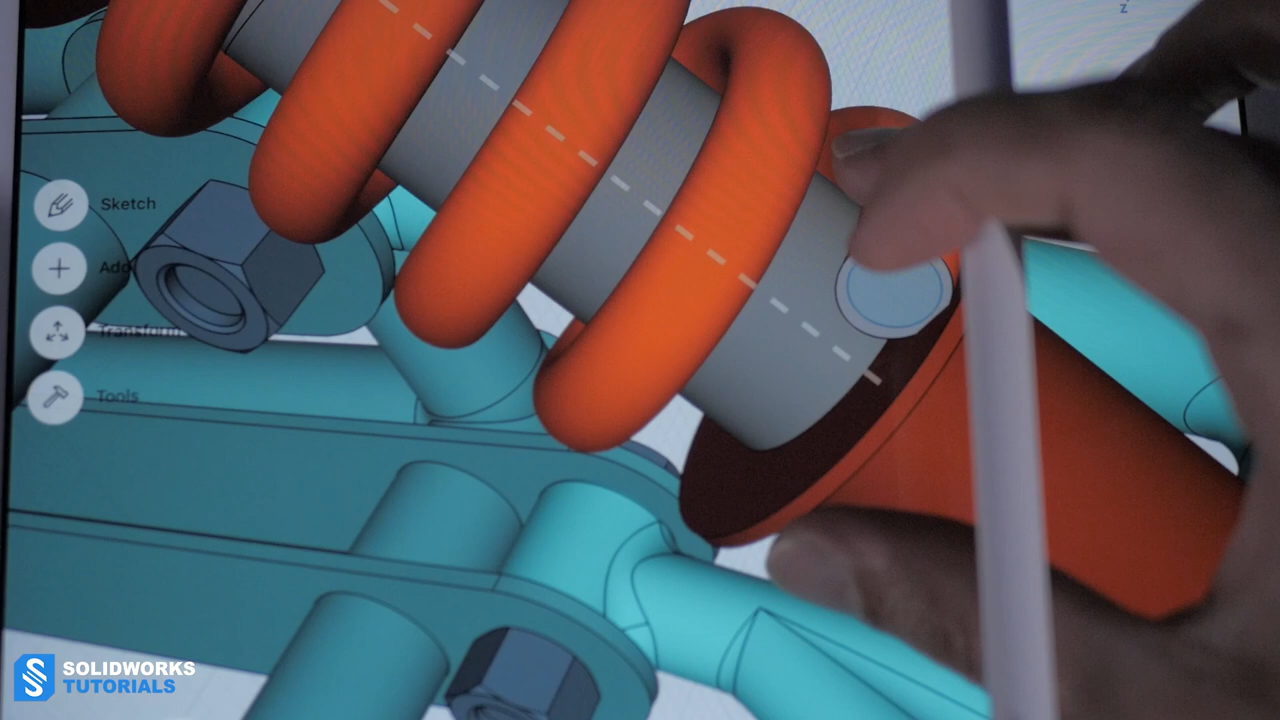 z
Sketch
Add
Transform
Tools
SOLIDWORKS
TUTORIALS